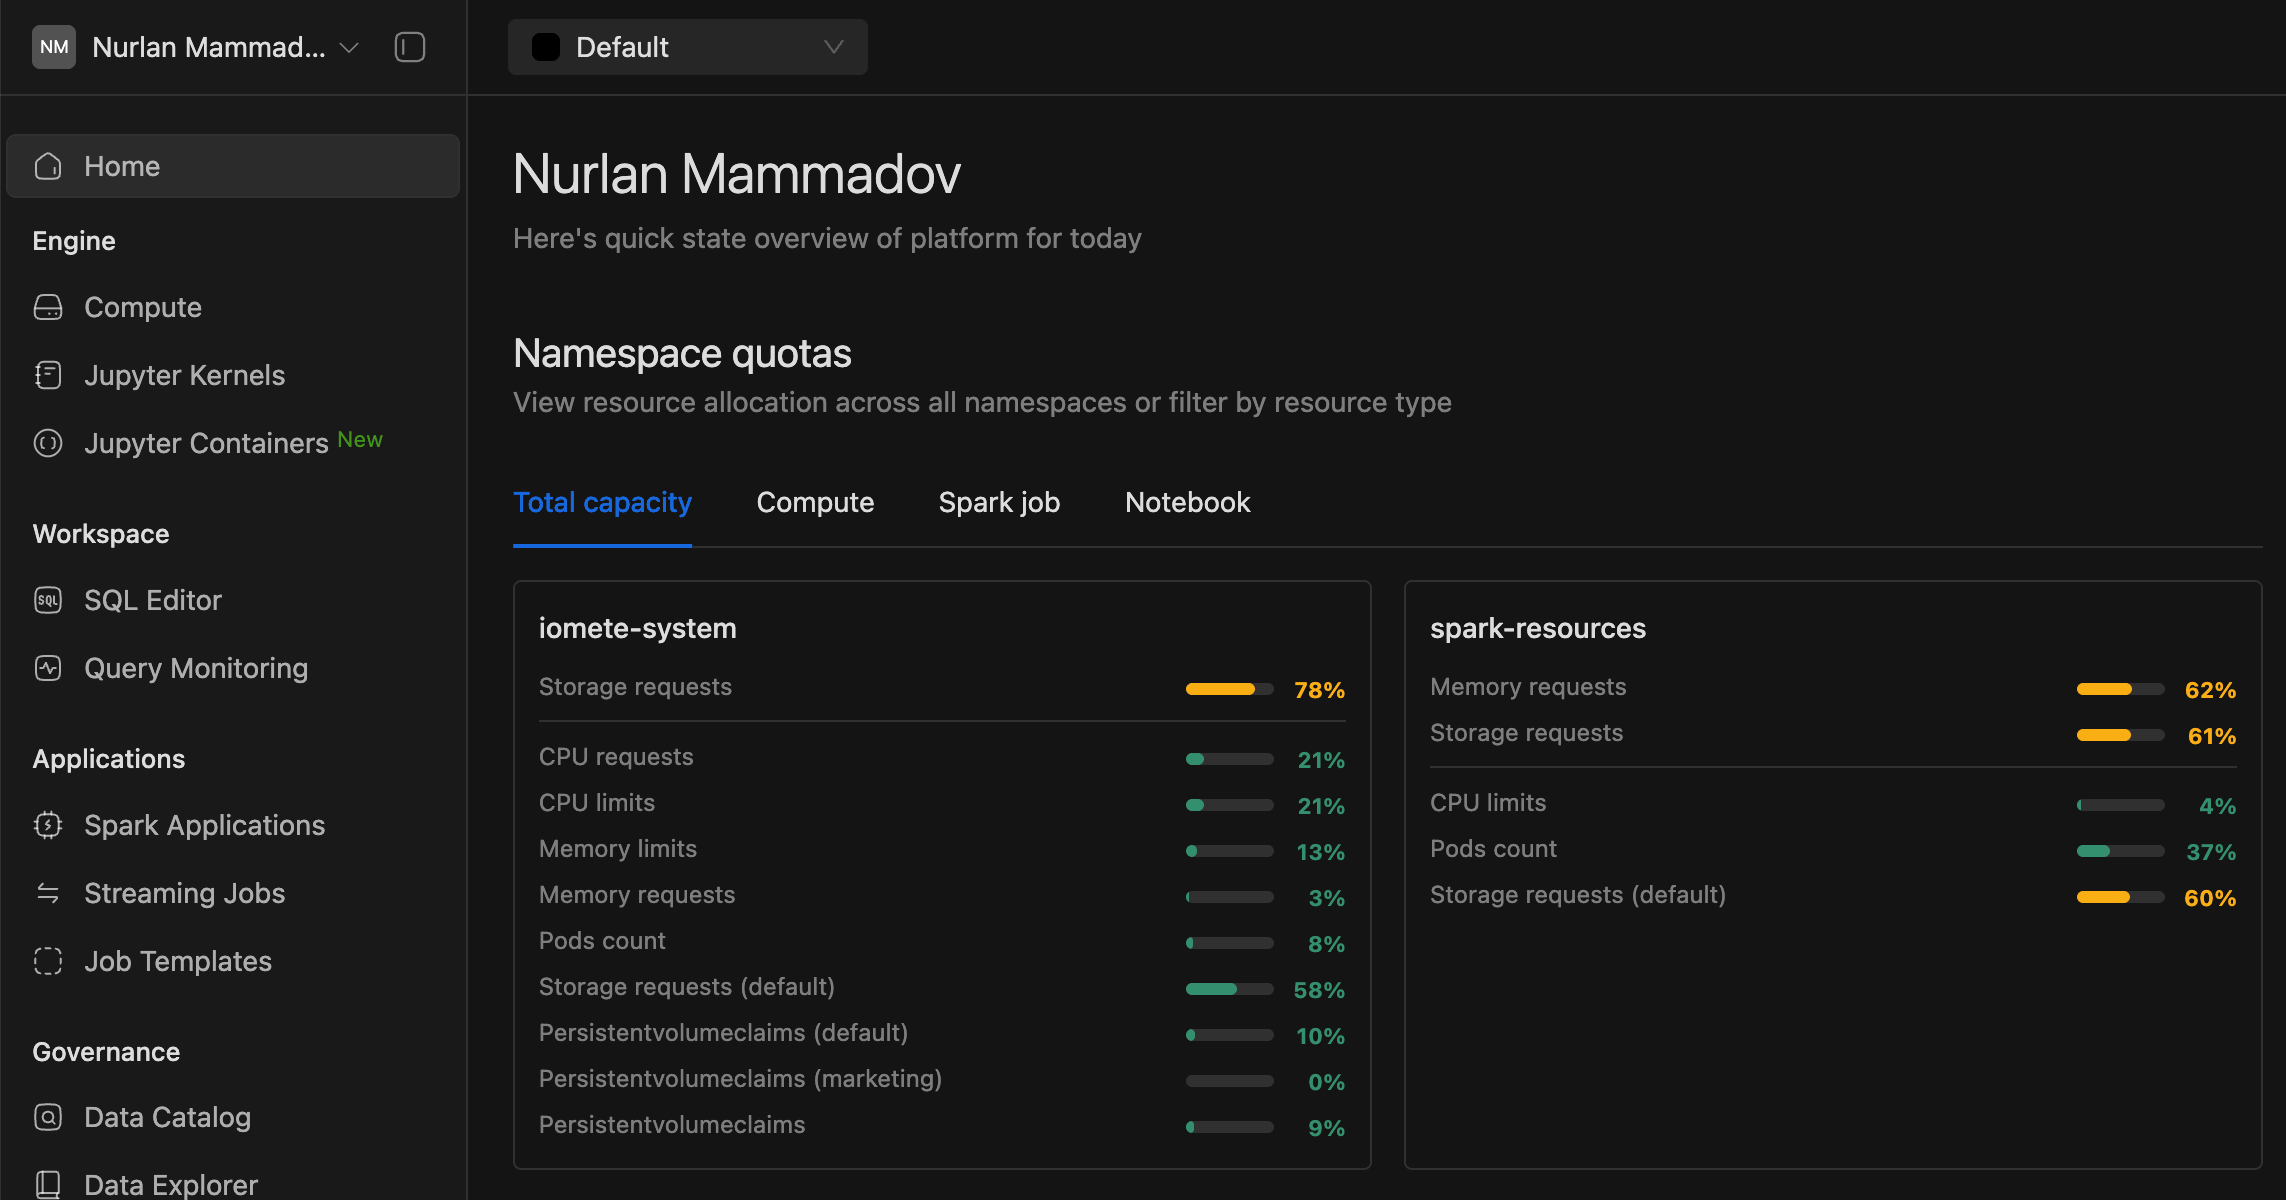 NM Nurlan Mammad...
Default
Home
Engine
Compute
Jupyter Kernels
Jupyter Containers New
Workspace
SQL SQL Editor
Query Monitoring
Applications
Spark Applications
Streaming Jobs
Job Templates
Governance
Data Catalog
Data Explorer
Nurlan Mammadov
Here's quick state overview of platform for today
Namespace quotas
View resource allocation across all namespaces or filter by resource type
Total capacity Compute Spark job Notebook
iomete-system
Storage requests 78%
CPU requests 21%
CPU limits 21%
Memory limits 13%
Memory requests 3%
Pods count 8%
Storage requests (default) 58%
Persistentvolumeclaims (default) 10%
Persistentvolumeclaims (marketing) 0%
Persistentvolumeclaims 9%
spark-resources
Memory requests 62%
Storage requests 61%
CPU limits 4%
Pods count 37%
Storage requests (default) 60%